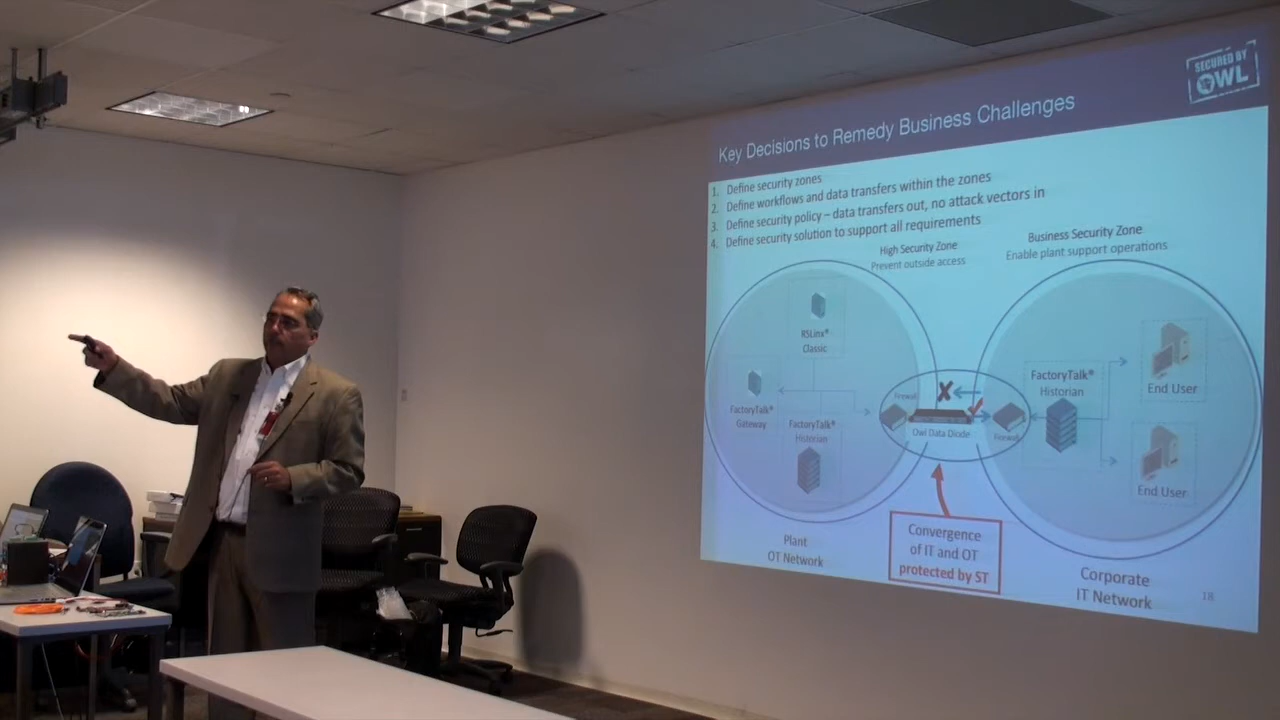 SECURED BY
OWL
Key Decisions to Remedy Business Challenges
1. Define security zones
2. Define workflows and data transfers within the zones
3. Define security policy – data transfers out, no attack vectors in
4. Define security solution to support all requirements
High Security Zone
Prevent outside access
Business Security Zone
Enable plant support operations
RSLinx®
Classic
FactoryTalk®
Gateway
FactoryTalk®
Historian
Firewall
Owl Data Diode
Firewall
FactoryTalk®
Historian
End User
End User
Convergence
of IT and OT
protected by ST
Plant
OT Network
Corporate
IT Network
18